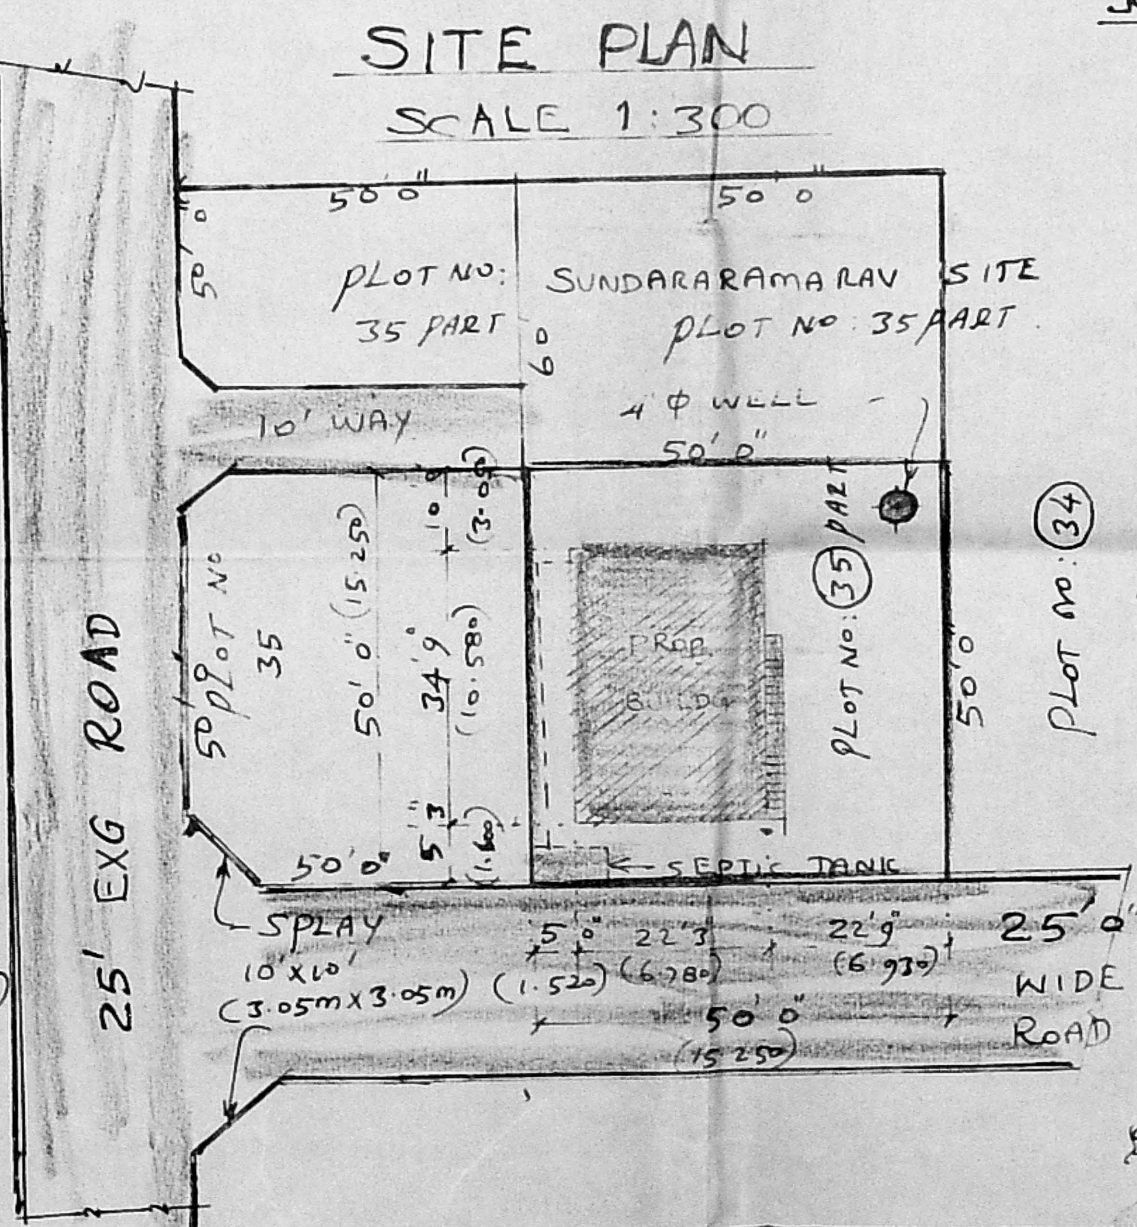 SITE PLAN
SCALE 1:300
50'0"
50'0"
50'0"
PLOT NO:
35 PART
SUNDARARAMARAV SITE
PLOT NO: 35 PART
60
4'Φ WELL
10' WAY
50'0"
PLOT NO
35
50'0"
50'0" (15.250)
10'0"
(3.050)
34'9"
(10.580)
5'3"
(1.600)
PROP.
BUILDG
PLOT NO: 35 PART
50'0"
PLOT NO: 34
25' EXG ROAD
50'0"
SEPTIC TANK
SPLAY
10'X10'
(3.05m X 3.05m)
5'0" 22'3" 22'9"
(1.520) (6.780) (6.930)
50'0"
(15.250)
25'0"
WIDE
ROAD